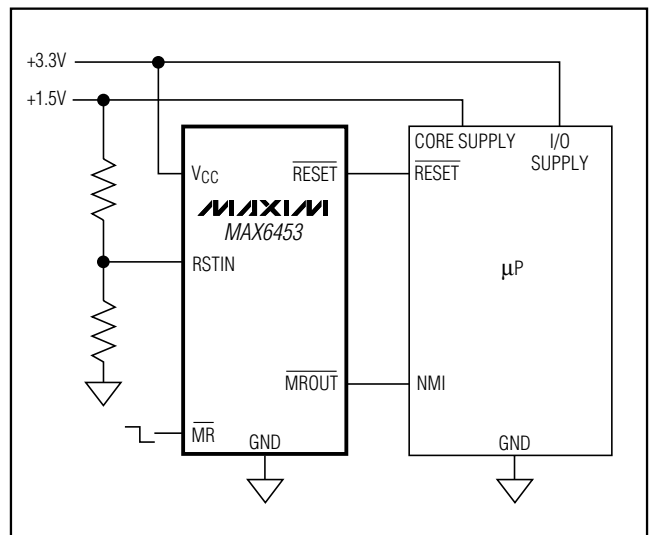 +3.3V
+1.5V
CORE SUPPLY
I/O
SUPPLY
VCC
RESET
RESET
MAXIM
MAX6453
RSTIN
µP
MROUT
NMI
MR
GND
GND